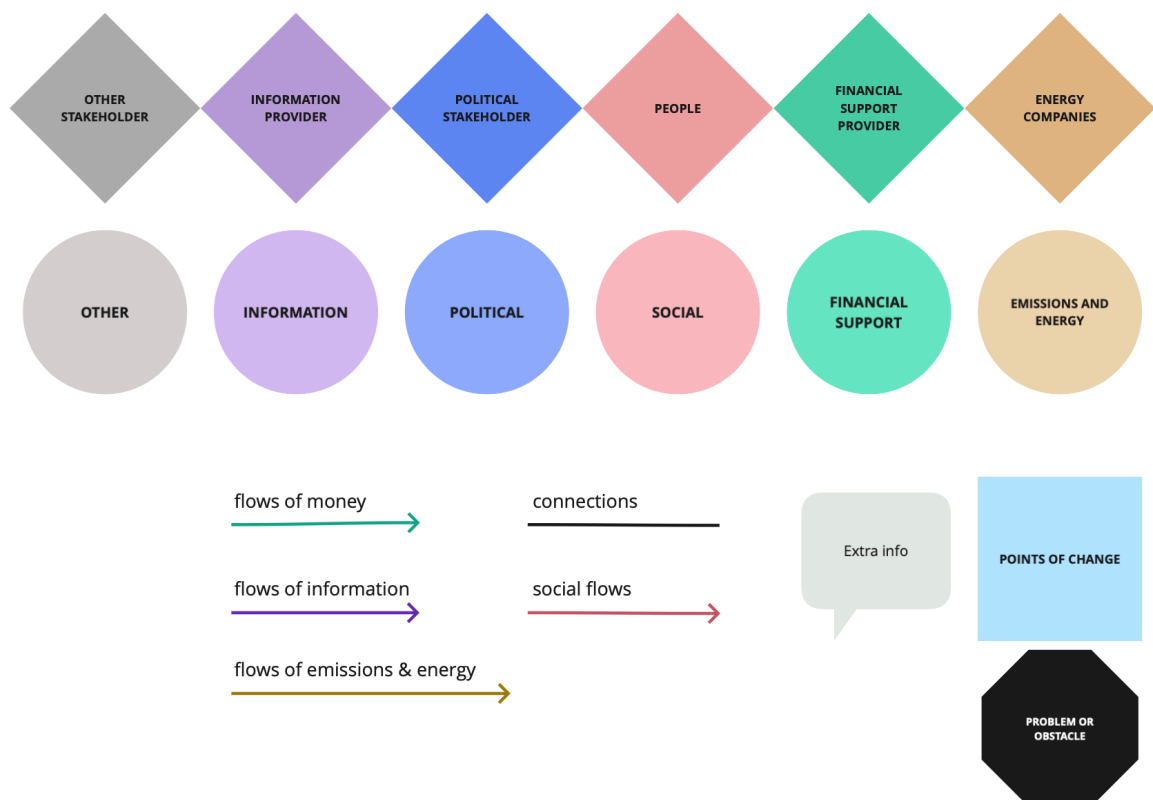 OTHER
STAKEHOLDER
INFORMATION
PROVIDER
POLITICAL
STAKEHOLDER
PEOPLE
FINANCIAL
SUPPORT
PROVIDER
ENERGY
COMPANIES
OTHER
INFORMATION
POLITICAL
SOCIAL
FINANCIAL
SUPPORT
EMISSIONS AND
ENERGY
flows of money
connections
Extra info
POINTS OF CHANGE
flows of information
social flows
flows of emissions & energy
PROBLEM OR
OBSTACLE